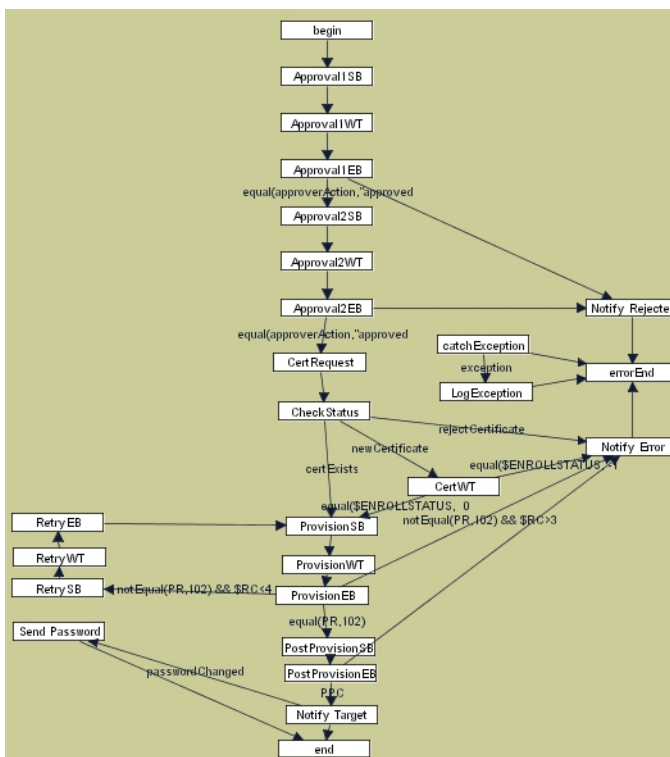 begin
Approval1SB
Approval1WT
Approval1EB
equal(approverAction,"approved
Approval2SB
Approval2WT
Approval2EB
Notify Rejecte
equal(approverAction,"approved
catchException
CertRequest
exception
errorEnd
LogException
CheckStatus
rejectCertificate
newCertificate
Notify Error
certExists
equal($ENROLLSTATUS, -1
CertWT
equal($ENROLLSTATUS, 0
RetryEB
ProvisionSB
notEqual(PR,102) && $RC>3
RetryWT
ProvisionWT
RetrySB
notEqual(PR,102) && $RC<4
ProvisionEB
equal(PR,102)
Send Password
PostProvisionSB
passwordChanged
PostProvisionEB
PPC
Notify Target
end